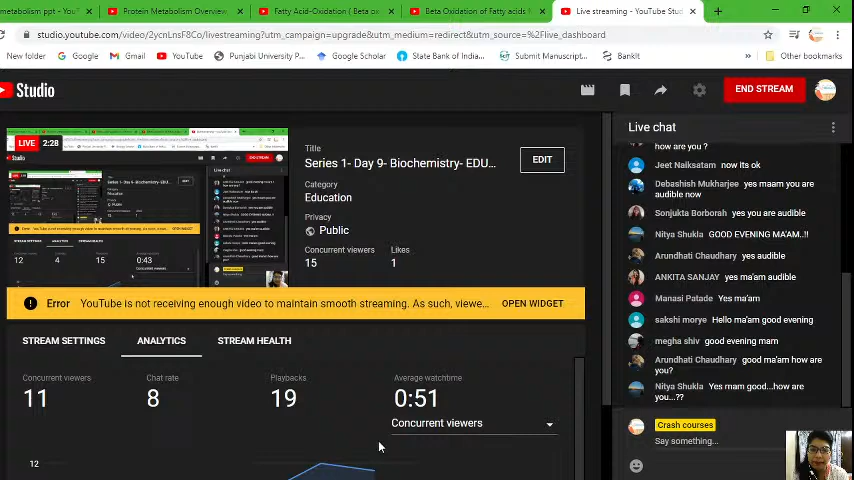 metabolism ppt - Yo
Protein Metabolism Overview,
Fatty Acid-Oxidation ( Beta ox
Beta Oxidation of Fatty acids
Live streaming - YouTube Stud
studio.youtube.com/video/2ycnLnsF8Co/livestreaming?utm_campaign=upgrade&utm_medium=redirect&utm_source=%2Flive_dashboard
New folder
Google
Gmail
YouTube
Punjabi University P...
Google Scholar
State Bank of Indi...
Submit Manuscript...
BankIt
»
Other bookmarks
Studio
END STREAM
LIVE 2:28
Title
Series 1- Day 9- Biochemistry- EDU...
EDIT
Category
Education
Privacy
Public
Concurrent viewers
Likes
15
1
Error YouTube is not receiving enough video to maintain smooth streaming. As such, viewe...
OPEN WIDGET
STREAM SETTINGS
ANALYTICS
STREAM HEALTH
Concurrent viewers
Chat rate
Playbacks
Average watchtime
11
8
19
0:51
Concurrent viewers
12
Live chat
how are you ?
Jeet Naiksatam now its ok
Debashish Mukharjee yes maam you are
audible now
Sonjukta Borborah yes you are audible
Nitya Shukla GOOD EVENING MA'AM..!!
Arundhati Chaudhary yes audible
ANKITA SANJAY yes ma'am audible
Manasi Patade Yes ma'am
sakshi morye Hello ma'am good evening
megha shiv good evening mam
Arundhati Chaudhary good ma'am how are
you?
Nitya Shukla Yes mam good...how are
you...??
Crash courses
Say something...